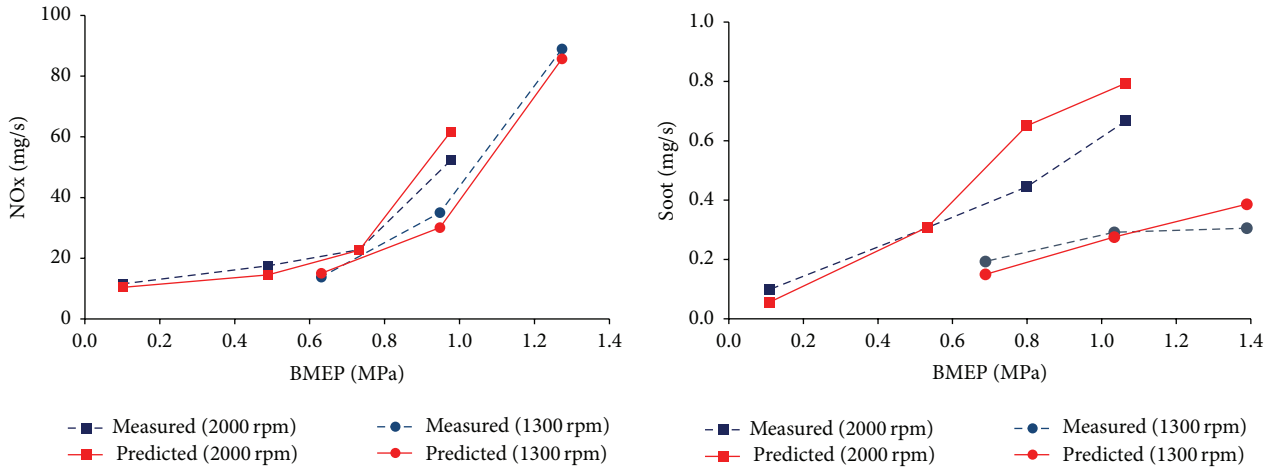 100
80
60
40
20
0
NOx (mg/s)
0.0 0.2 0.4 0.6 0.8 1.0 1.2 1.4
BMEP (MPa)
Measured (2000 rpm) Measured (1300 rpm)
Predicted (2000 rpm) Predicted (1300 rpm)
1.0
0.8
0.6
0.4
0.2
0.0
Soot (mg/s)
0.0 0.2 0.4 0.6 0.8 1.0 1.2 1.4
BMEP (MPa)
Measured (2000 rpm) Measured (1300 rpm)
Predicted (2000 rpm) Predicted (1300 rpm)